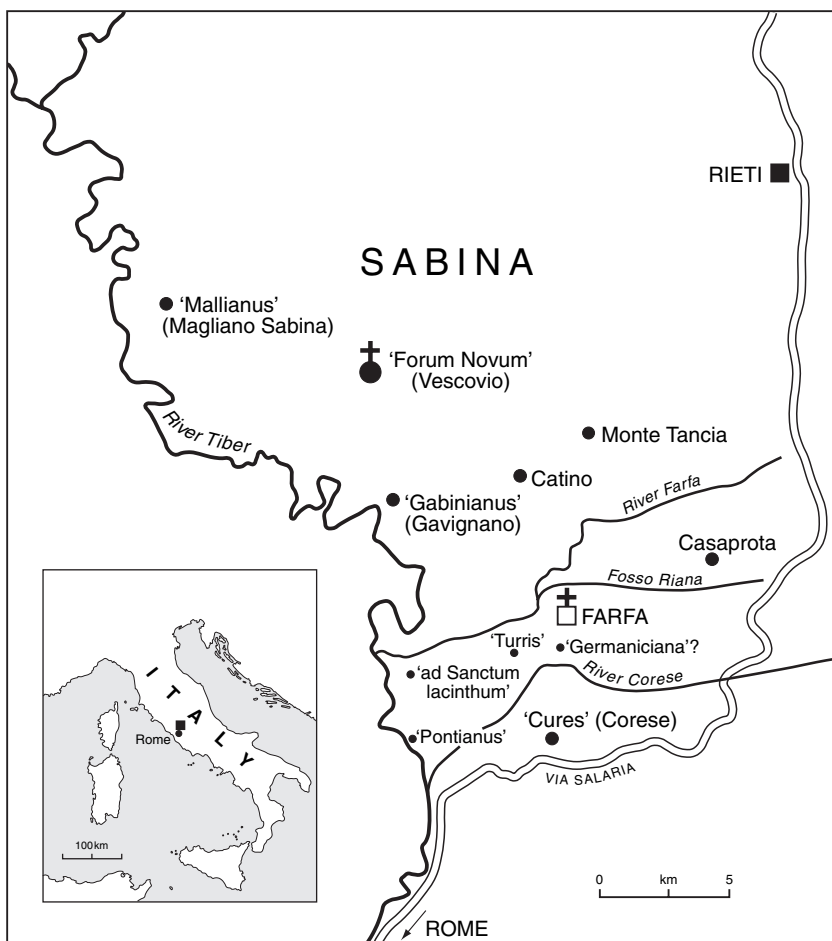 RIETI
SABINA
'Mallianus'
(Magliano Sabina)
'Forum Novum'
(Vescovio)
River Tiber
Monte Tancia
Catino
'Gabinianus'
(Gavignano)
River Farfa
Casaprota
Fosso Riana
FARFA
'Turris'
'Germaniciana'?
'ad Sanctum
Iacinthum'
River Corese
'Cures' (Corese)
'Pontianus'
VIA SALARIA
ITALY
Rome
100 km
0 km 5
ROME